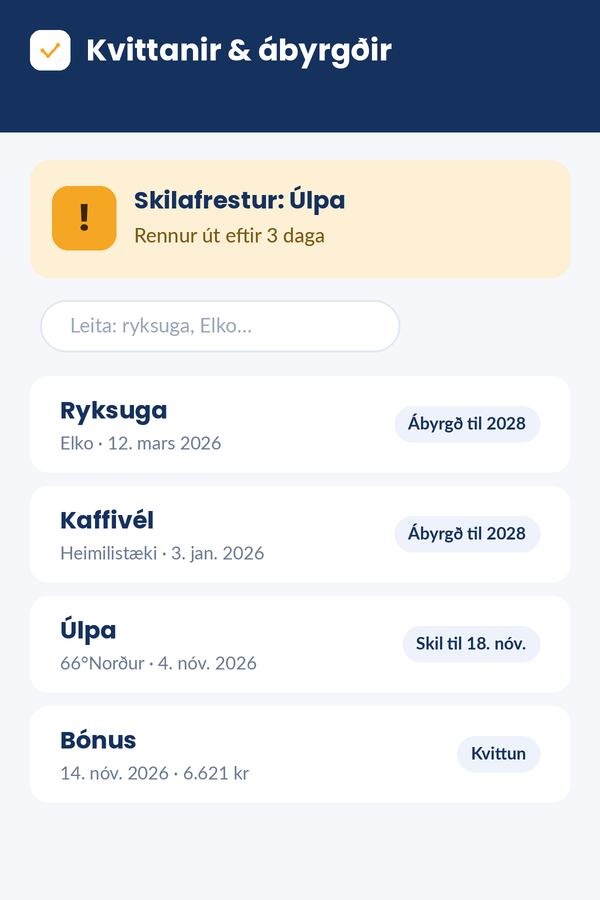 Kvittanir & ábyrgðir
!
Skilafrestur: Úlpa
Rennur út eftir 3 daga
Leita: ryksuga, Elko...
Ryksuga
Elko · 12. mars 2026
Ábyrgð til 2028
Kaffivél
Heimilistæki · 3. jan. 2026
Ábyrgð til 2028
Úlpa
66°Norður · 4. nóv. 2026
Skil til 18. nóv.
Bónus
14. nóv. 2026 · 6.621 kr
Kvittun